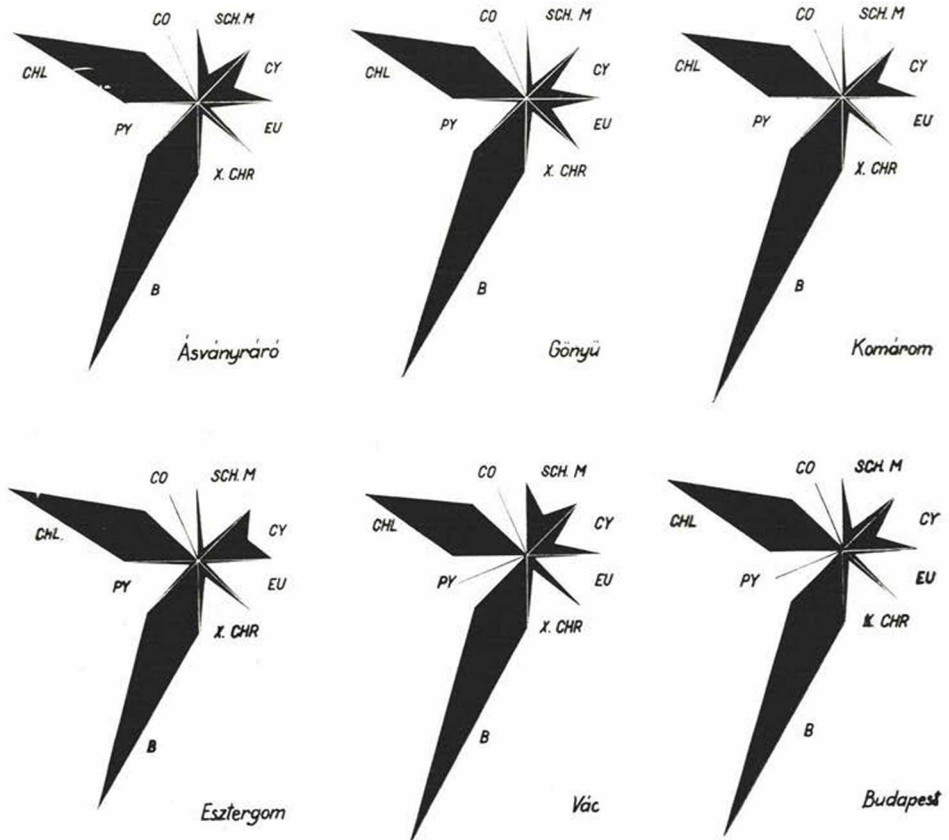 CO SCH. M
CHL CY
PY EU
X. CHR
B
Ásványráró
CO SCH. M
CHL CY
PY EU
X. CHR
B
Gönyü
CO SCH. M
CHL CY
PY EU
X. CHR
B
Komárom
CO SCH. M
CHL. CY
PY EU
X. CHR
B
Esztergom
CO SCH. M
CHL CY
PY EU
X. CHR
B
Vác
CO SCH. M
CHL CY
PY EU
X. CHR
B
Budapest